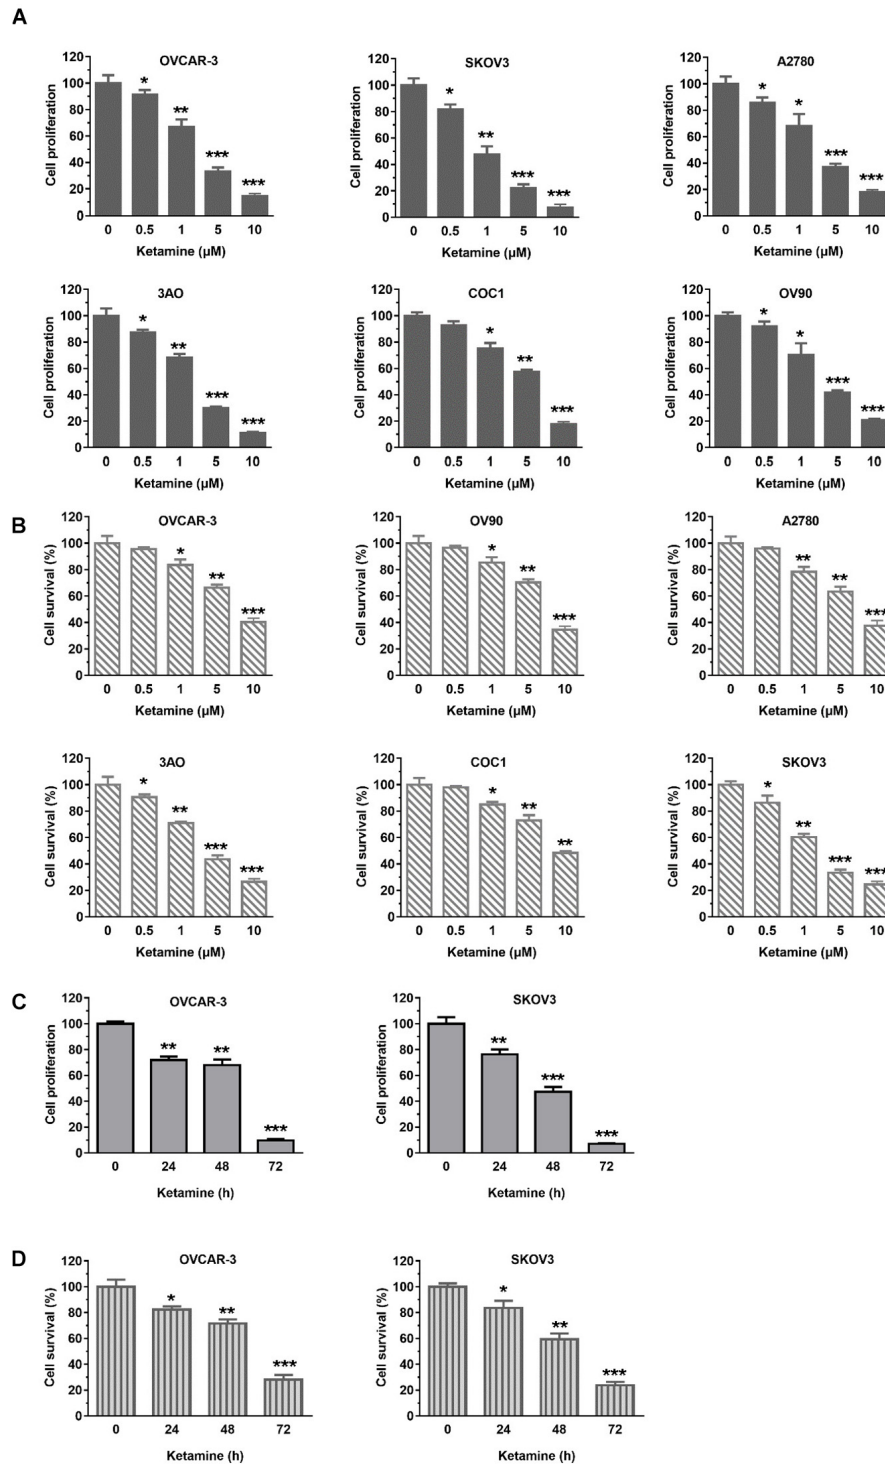 A
OVCAR-3
Cell proliferation
120
100
80
60
40
20
0
* ** *** ***
0 0.5 1 5 10
Ketamine (µM)
SKOV3
Cell proliferation
120
100
80
60
40
20
0
* ** *** ***
0 0.5 1 5 10
Ketamine (µM)
A2780
Cell proliferation
120
100
80
60
40
20
0
* * *** ***
0 0.5 1 5 10
Ketamine (µM)
3AO
Cell proliferation
120
100
80
60
40
20
0
* ** *** ***
0 0.5 1 5 10
Ketamine (µM)
COC1
Cell proliferation
120
100
80
60
40
20
0
* ** ***
0 0.5 1 5 10
Ketamine (µM)
OV90
Cell proliferation
120
100
80
60
40
20
0
* * *** ***
0 0.5 1 5 10
Ketamine (µM)
B
OVCAR-3
Cell survival (%)
120
100
80
60
40
20
0
* ** ***
0 0.5 1 5 10
Ketamine (µM)
OV90
Cell survival (%)
120
100
80
60
40
20
0
* ** ***
0 0.5 1 5 10
Ketamine (µM)
A2780
Cell survival (%)
120
100
80
60
40
20
0
** ** ***
0 0.5 1 5 10
Ketamine (µM)
3AO
Cell survival (%)
120
100
80
60
40
20
0
* ** *** ***
0 0.5 1 5 10
Ketamine (µM)
COC1
Cell survival (%)
120
100
80
60
40
20
0
* ** **
0 0.5 1 5 10
Ketamine (µM)
SKOV3
Cell survival (%)
120
100
80
60
40
20
0
* ** *** ***
0 0.5 1 5 10
Ketamine (µM)
C
OVCAR-3
Cell proliferation
120
100
80
60
40
20
0
** ** ***
0 24 48 72
Ketamine (h)
SKOV3
Cell proliferation
120
100
80
60
40
20
0
** *** ***
0 24 48 72
Ketamine (h)
D
OVCAR-3
Cell survival (%)
120
100
80
60
40
20
0
* ** ***
0 24 48 72
Ketamine (h)
SKOV3
Cell survival (%)
120
100
80
60
40
20
0
* ** ***
0 24 48 72
Ketamine (h)